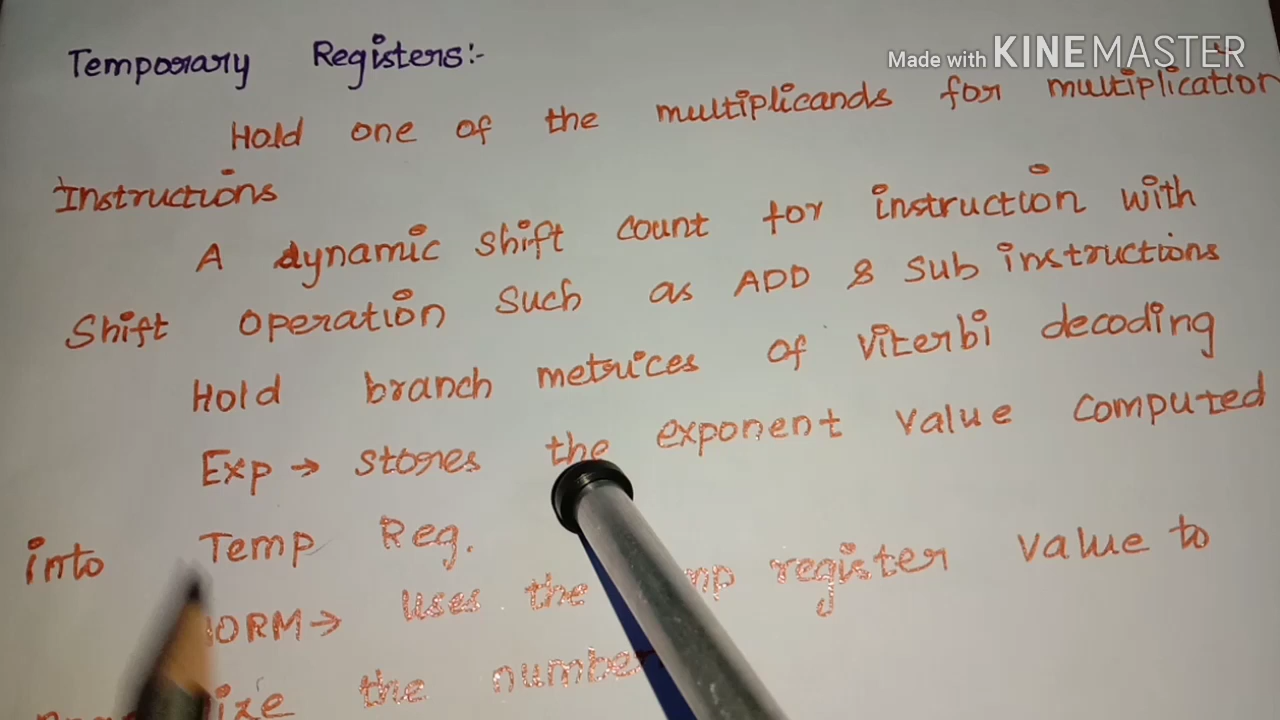 Made with KINEMASTER
Temporary Registers:-
Hold one of the multiplicands for multiplication
Instructions
A dynamic shift count for instruction with
Shift operation such as ADD & Sub instructions
Hold branch metrices of viterbi decoding
Exp → stores the exponent value computed
into Temp Reg.
uses the register value to
the number